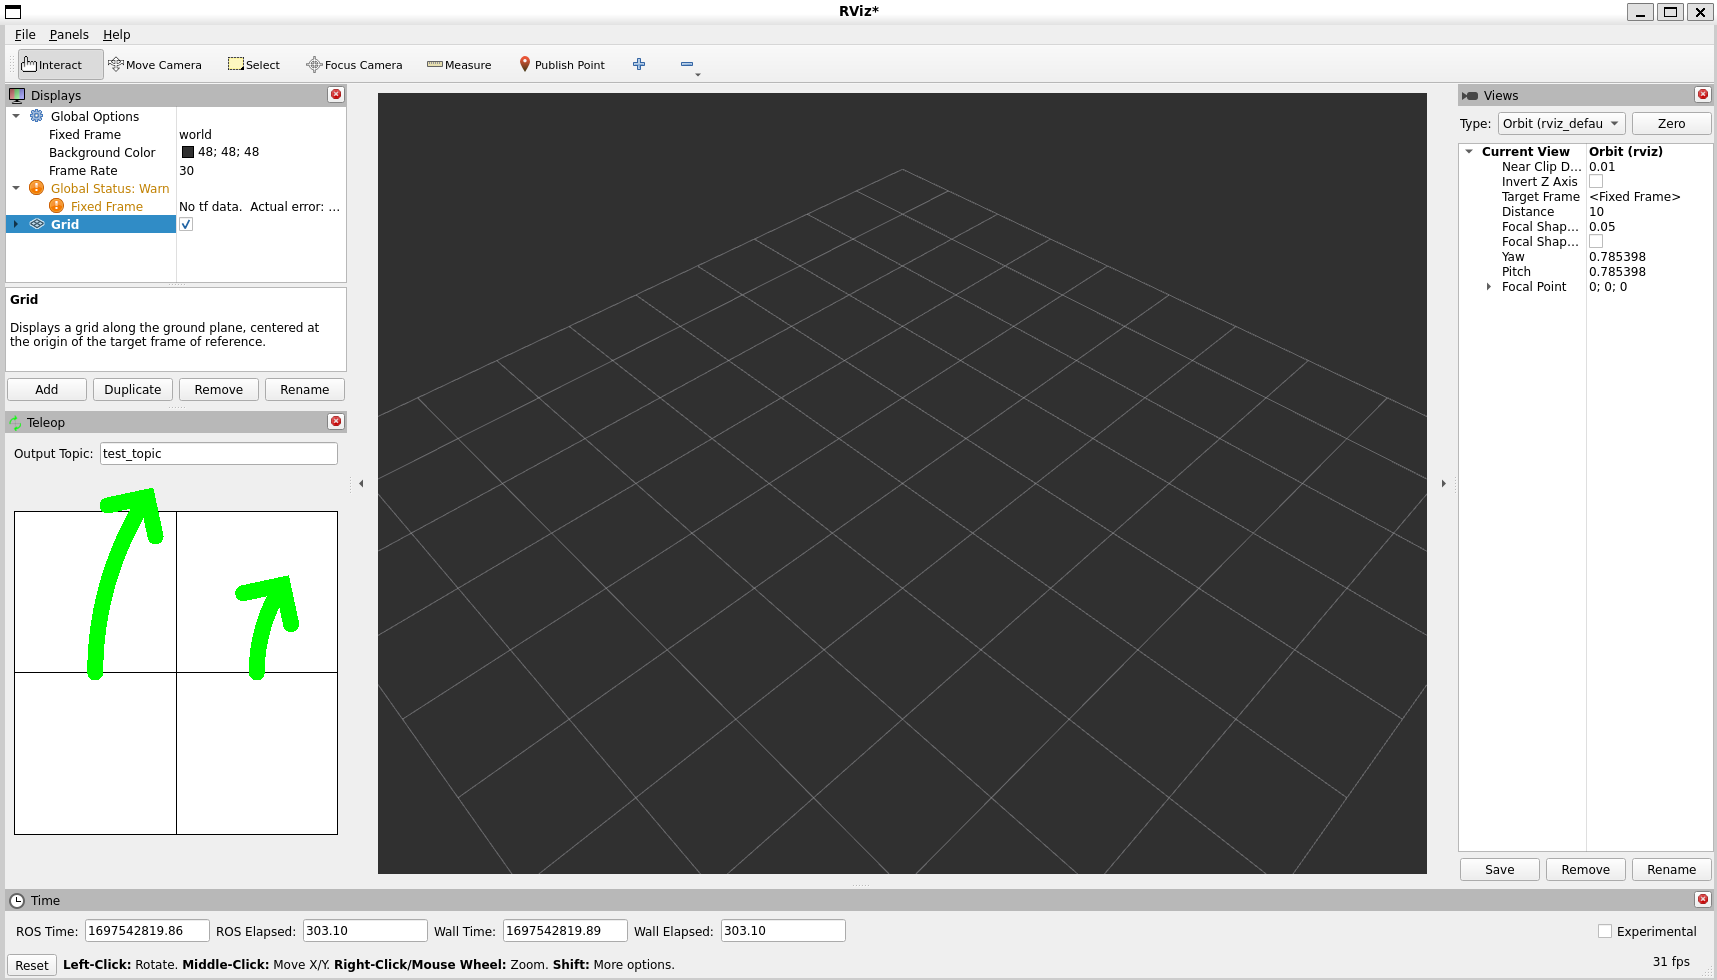 RViz*
File Panels Help
Interact Move Camera Select Focus Camera Measure Publish Point
Displays
Global Options
Fixed Frame world
Background Color 48; 48; 48
Frame Rate 30
Global Status: Warn
Fixed Frame No tf data. Actual error: ...
Grid
Grid
Displays a grid along the ground plane, centered at
the origin of the target frame of reference.
Add Duplicate Remove Rename
Teleop
Output Topic: test_topic
Views
Type: Orbit (rviz_defau Zero
Current View Orbit (rviz)
Near Clip D... 0.01
Invert Z Axis
Target Frame <Fixed Frame>
Distance 10
Focal Shap... 0.05
Focal Shap...
Yaw 0.785398
Pitch 0.785398
Focal Point 0; 0; 0
Save Remove Rename
Time
ROS Time: 1697542819.86 ROS Elapsed: 303.10 Wall Time: 1697542819.89 Wall Elapsed: 303.10 Experimental
Reset Left-Click: Rotate. Middle-Click: Move X/Y. Right-Click/Mouse Wheel: Zoom. Shift: More options. 31 fps